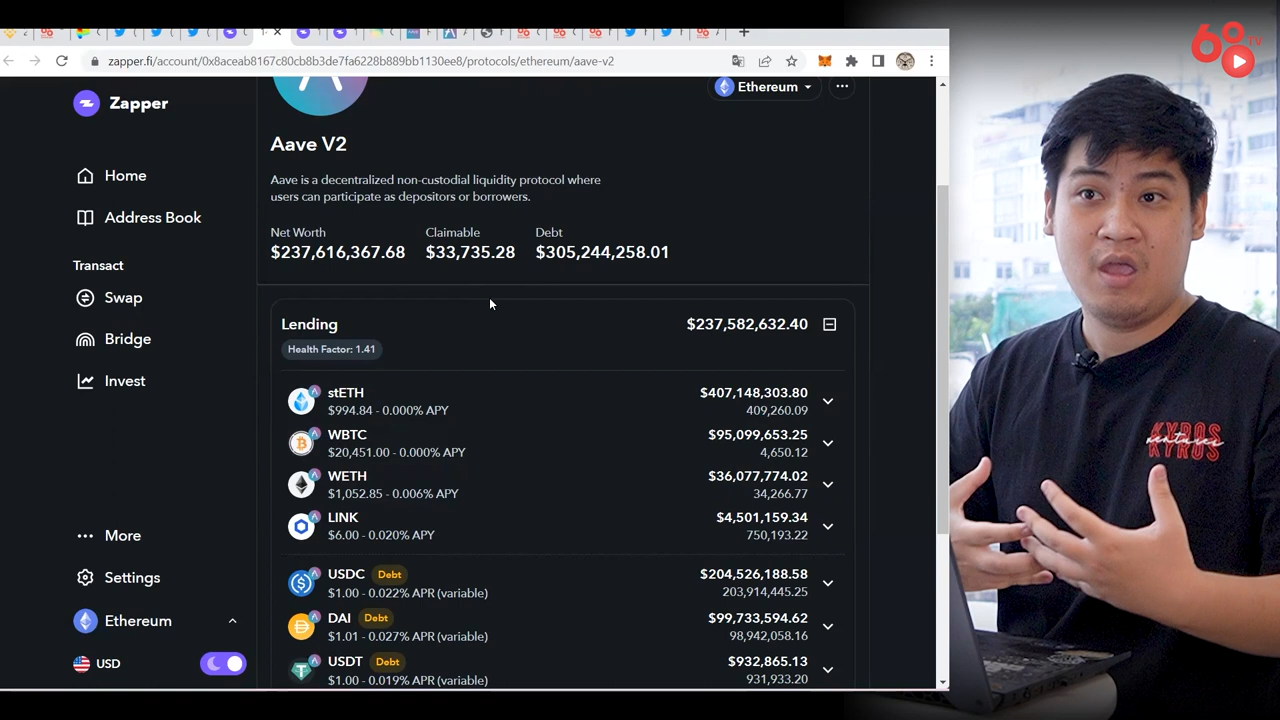 60 TV
zapper.fi/account/0x8aceab8167c80cb8b3de7fa6228b889bb1130ee8/protocols/ethereum/aave-v2
Zapper
Home
Address Book
Transact
Swap
Bridge
Invest
More
Settings
Ethereum
USD
Ethereum
Aave V2
Aave is a decentralized non-custodial liquidity protocol where
users can participate as depositors or borrowers.
Net Worth Claimable Debt
$237,616,367.68 $33,735.28 $305,244,258.01
Lending $237,582,632.40
Health Factor: 1.41
stETH $407,148,303.80
$994.84 - 0.000% APY 409,260.09
WBTC $95,099,653.25
$20,451.00 - 0.000% APY 4,650.12
WETH $36,077,774.02
$1,052.85 - 0.006% APY 34,266.77
LINK $4,501,159.34
$6.00 - 0.020% APY 750,193.22
USDC Debt $204,526,188.58
$1.00 - 0.022% APR (variable) 203,914,445.25
DAI Debt $99,733,594.62
$1.01 - 0.027% APR (variable) 98,942,058.16
USDT Debt $932,865.13
$1.00 - 0.019% APR (variable) 931,933.20
KYROS
ventures
KYROS